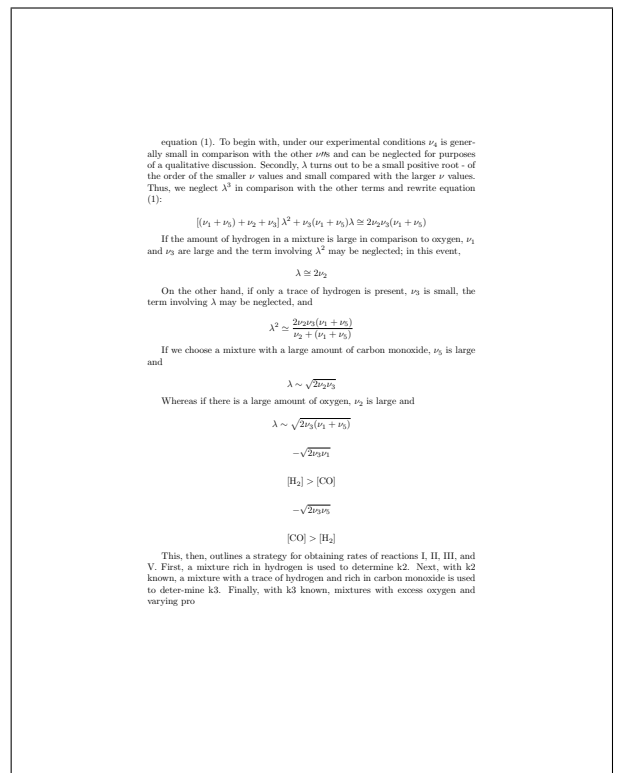 equation (1). To begin with, under our experimental conditions ν₄ is gener-
ally small in comparison with the other and can be neglected for purposes
of a qualitative discussion. Secondly, λ turns out to be a small positive root - of
the order of the smaller ν values and small compared with the larger ν values.
Thus, we neglect λ³ in comparison with the other terms and rewrite equation
(1):
[(ν₁ + ν₅) + ν₂ + ν₃] λ² + ν₃(ν₁ + ν₅)λ ≅ 2ν₂ν₃(ν₁ + ν₅)
If the amount of hydrogen in a mixture is large in comparison to oxygen, ν₁
and ν₃ are large and the term involving λ² may be neglected; in this event,
λ ≅ 2ν₂
On the other hand, if only a trace of hydrogen is present, ν₃ is small, the
term involving λ may be neglected, and
λ² ≃ 2ν₂ν₃(ν₁ + ν₅) / ν₂ + (ν₁ + ν₅)
If we choose a mixture with a large amount of carbon monoxide, ν₅ is large
and
λ ∼ √2ν₂ν₃
Whereas if there is a large amount of oxygen, ν₂ is large and
λ ∼ √2ν₃(ν₁ + ν₅)
−√2ν₃ν₁
[H₂] > [CO]
−√2ν₃ν₅
[CO] > [H₂]
This, then, outlines a strategy for obtaining rates of reactions I, II, III, and
V. First, a mixture rich in hydrogen is used to determine k2. Next, with k2
known, a mixture with a trace of hydrogen and rich in carbon monoxide is used
to deter-mine k3. Finally, with k3 known, mixtures with excess oxygen and
varying pro